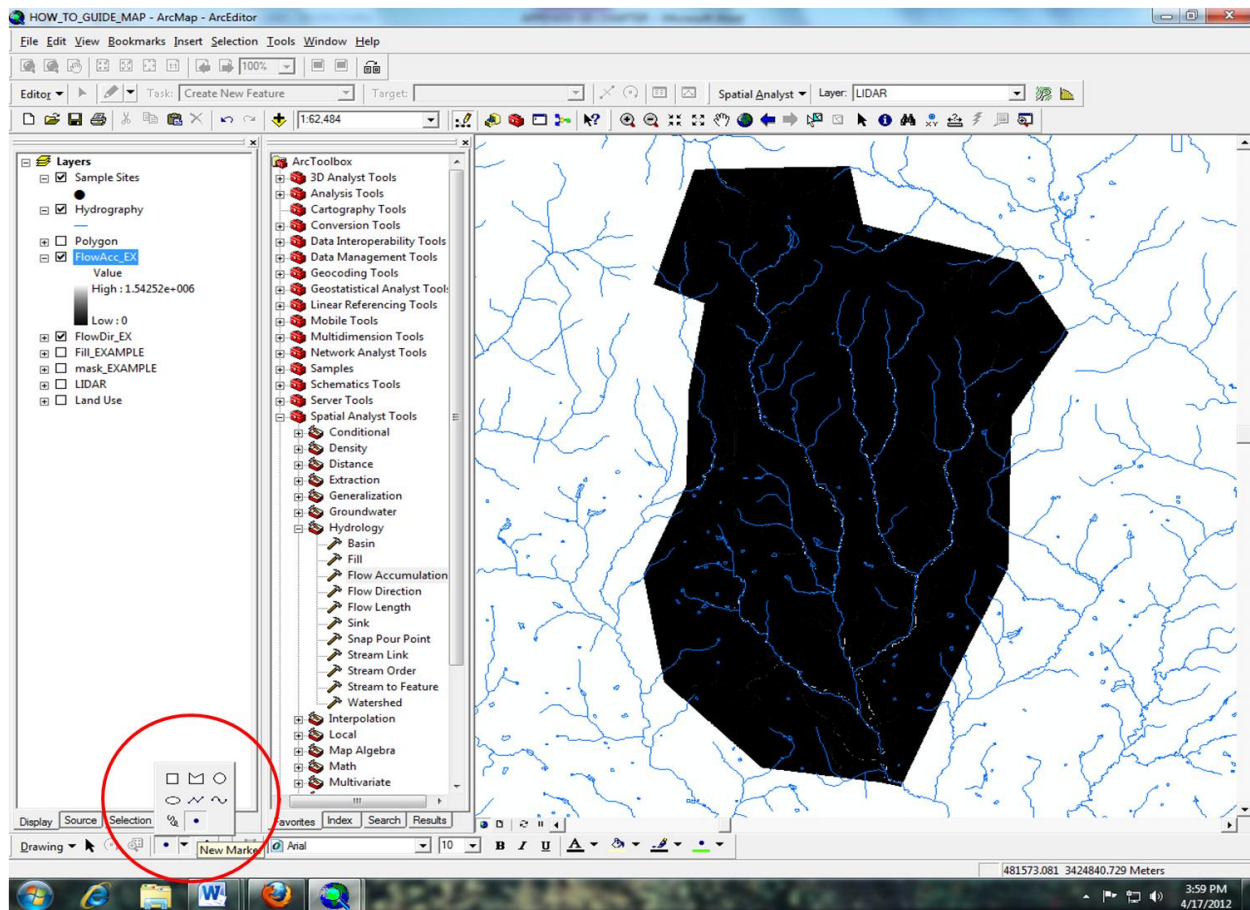 HOW_TO_GUIDE_MAP - ArcMap - ArcEditor
File Edit View Bookmarks Insert Selection Tools Window Help
100%
Editor Task: Create New Feature Target: Spatial Analyst Layer: LIDAR
1:62,484
Layers
Sample Sites
Hydrography
Polygon
FlowAcc_EX
Value
High : 1.54252e+006
Low : 0
FlowDir_EX
Fill_EXAMPLE
mask_EXAMPLE
LIDAR
Land Use
ArcToolbox
3D Analyst Tools
Analysis Tools
Cartography Tools
Conversion Tools
Data Interoperability Tools
Data Management Tools
Geocoding Tools
Geostatistical Analyst Tools
Linear Referencing Tools
Mobile Tools
Multidimension Tools
Network Analyst Tools
Samples
Schematics Tools
Server Tools
Spatial Analyst Tools
Conditional
Density
Distance
Extraction
Generalization
Groundwater
Hydrology
Basin
Fill
Flow Accumulation
Flow Direction
Flow Length
Sink
Snap Pour Point
Stream Link
Stream Order
Stream to Feature
Watershed
Interpolation
Local
Map Algebra
Math
Multivariate
Display Source Selection
Favorites Index Search Results
Drawing New Marker Arial 10 B I U A
481573.081 3424840.729 Meters
3:59 PM
4/17/2012